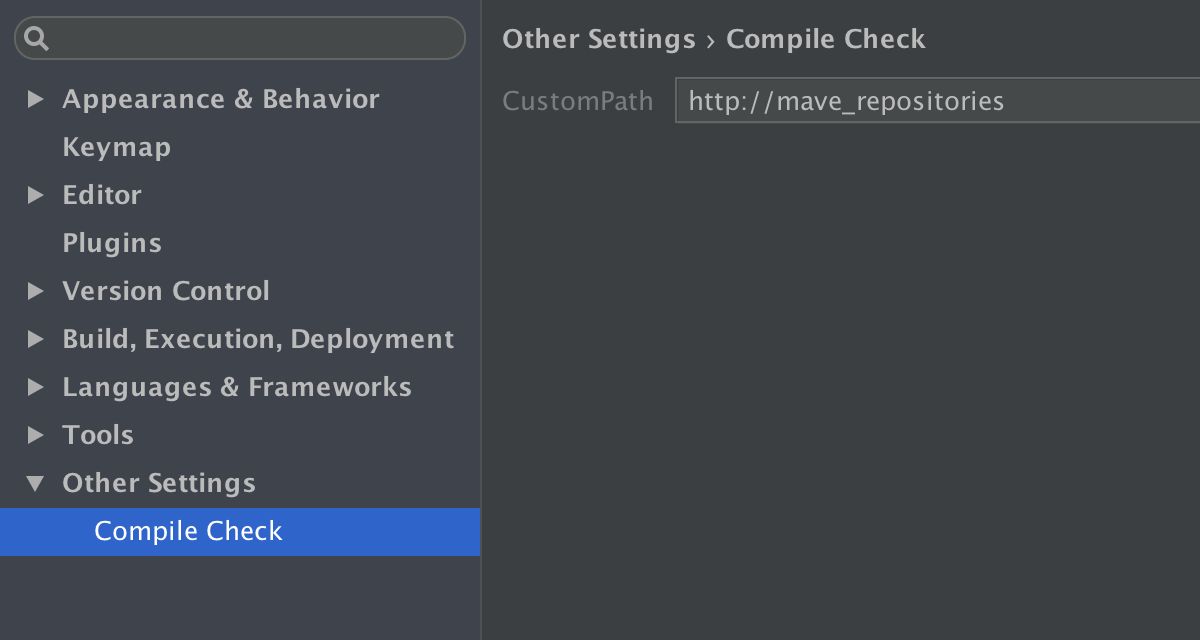 Appearance & Behavior
Keymap
Editor
Plugins
Version Control
Build, Execution, Deployment
Languages & Frameworks
Tools
Other Settings
Compile Check
Other Settings › Compile Check
CustomPath http://mave_repositories